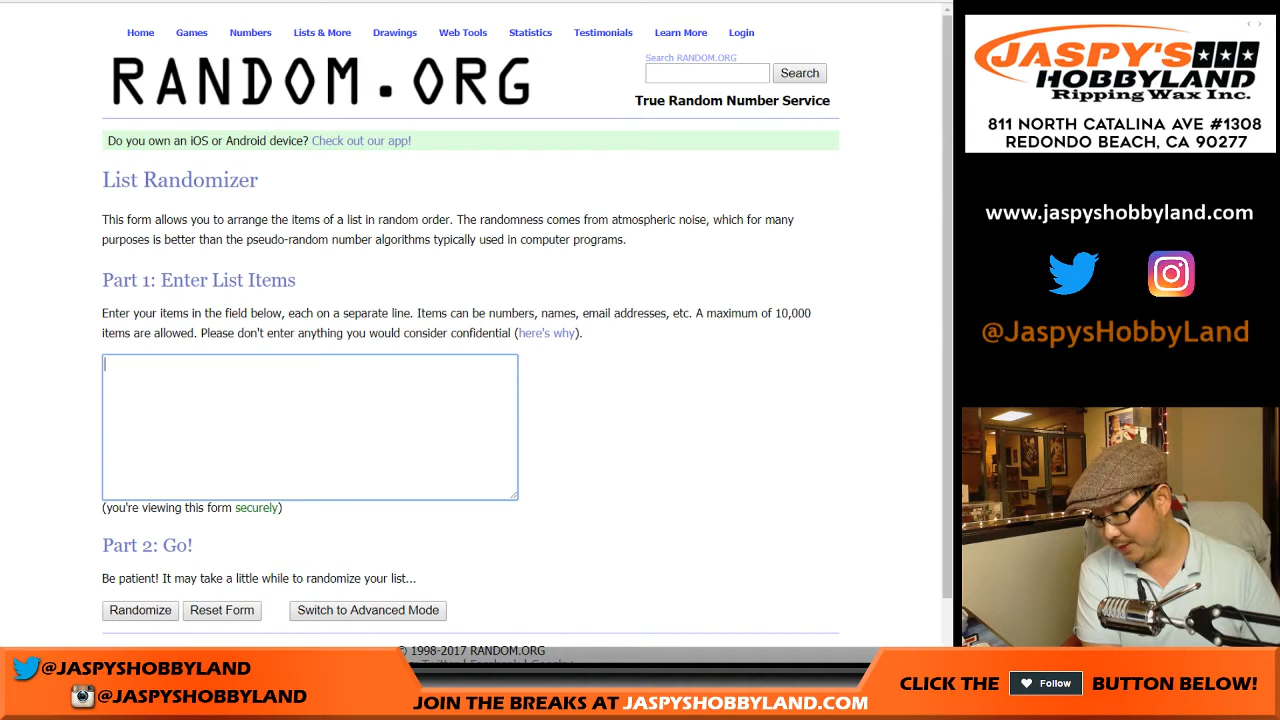 Home Games Numbers Lists & More Drawings Web Tools Statistics Testimonials Learn More Login
RANDOM.ORG
Search RANDOM.ORG
Search
True Random Number Service
Do you own an iOS or Android device? Check out our app!
List Randomizer
This form allows you to arrange the items of a list in random order. The randomness comes from atmospheric noise, which for many
purposes is better than the pseudo-random number algorithms typically used in computer programs.
Part 1: Enter List Items
Enter your items in the field below, each on a separate line. Items can be numbers, names, email addresses, etc. A maximum of 10,000
items are allowed. Please don't enter anything you would consider confidential (here's why).
(you're viewing this form securely)
Part 2: Go!
Be patient! It may take a little while to randomize your list...
Randomize Reset Form Switch to Advanced Mode
© 1998-2017 RANDOM.ORG
JASPY'S
HOBBYLAND
Ripping Wax Inc.
811 NORTH CATALINA AVE #1308
REDONDO BEACH, CA 90277
www.jaspyshobbyland.com
@JaspysHobbyLand
@JASPYSHOBBYLAND
@JASPYSHOBBYLAND
JOIN THE BREAKS AT JASPYSHOBBYLAND.COM
CLICK THE Follow BUTTON BELOW!